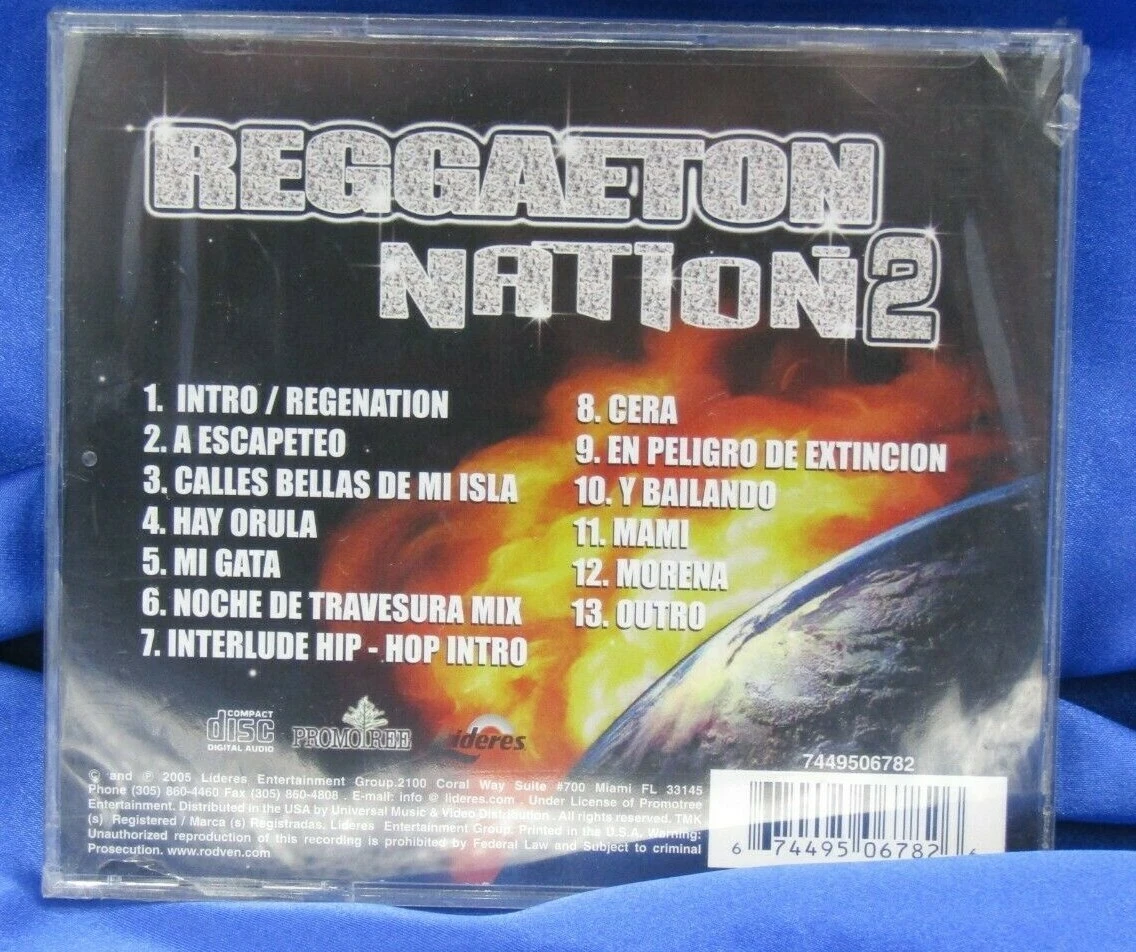 REGGAETON
NATION 2
1. INTRO / REGENATION
2. A ESCAPETEO
3. CALLES BELLAS DE MI ISLA
4. HAY ORULA
5. MI GATA
6. NOCHE DE TRAVESURA MIX
7. INTERLUDE HIP - HOP INTRO
8. CERA
9. EN PELIGRO DE EXTINCION
10. Y BAILANDO
11. MAMI
12. MORENA
13. OUTRO
COMPACT
disc
DIGITAL AUDIO
PROMOTREE
lideres
7449506782
© and ℗ 2005 Lideres Entertainment Group.2100 Coral Way Suite #700 Miami FL 33145
Phone (305) 860-4460 Fax (305) 860-4808 . E-mail: info @ lideres.com . Under License of Promotree
Entertainment. Distributed in the USA by Universal Music & Video Distribution . All rights reserved. TMK
(s) Registered / Marca (s) Registradas. Lideres Entertainment Group. Printed in the U.S.A. Warning:
Unauthorized reproduction of this recording is prohibited by Federal Law and Subject to criminal
Prosecution. www.rodven.com
6 74495 06782 6